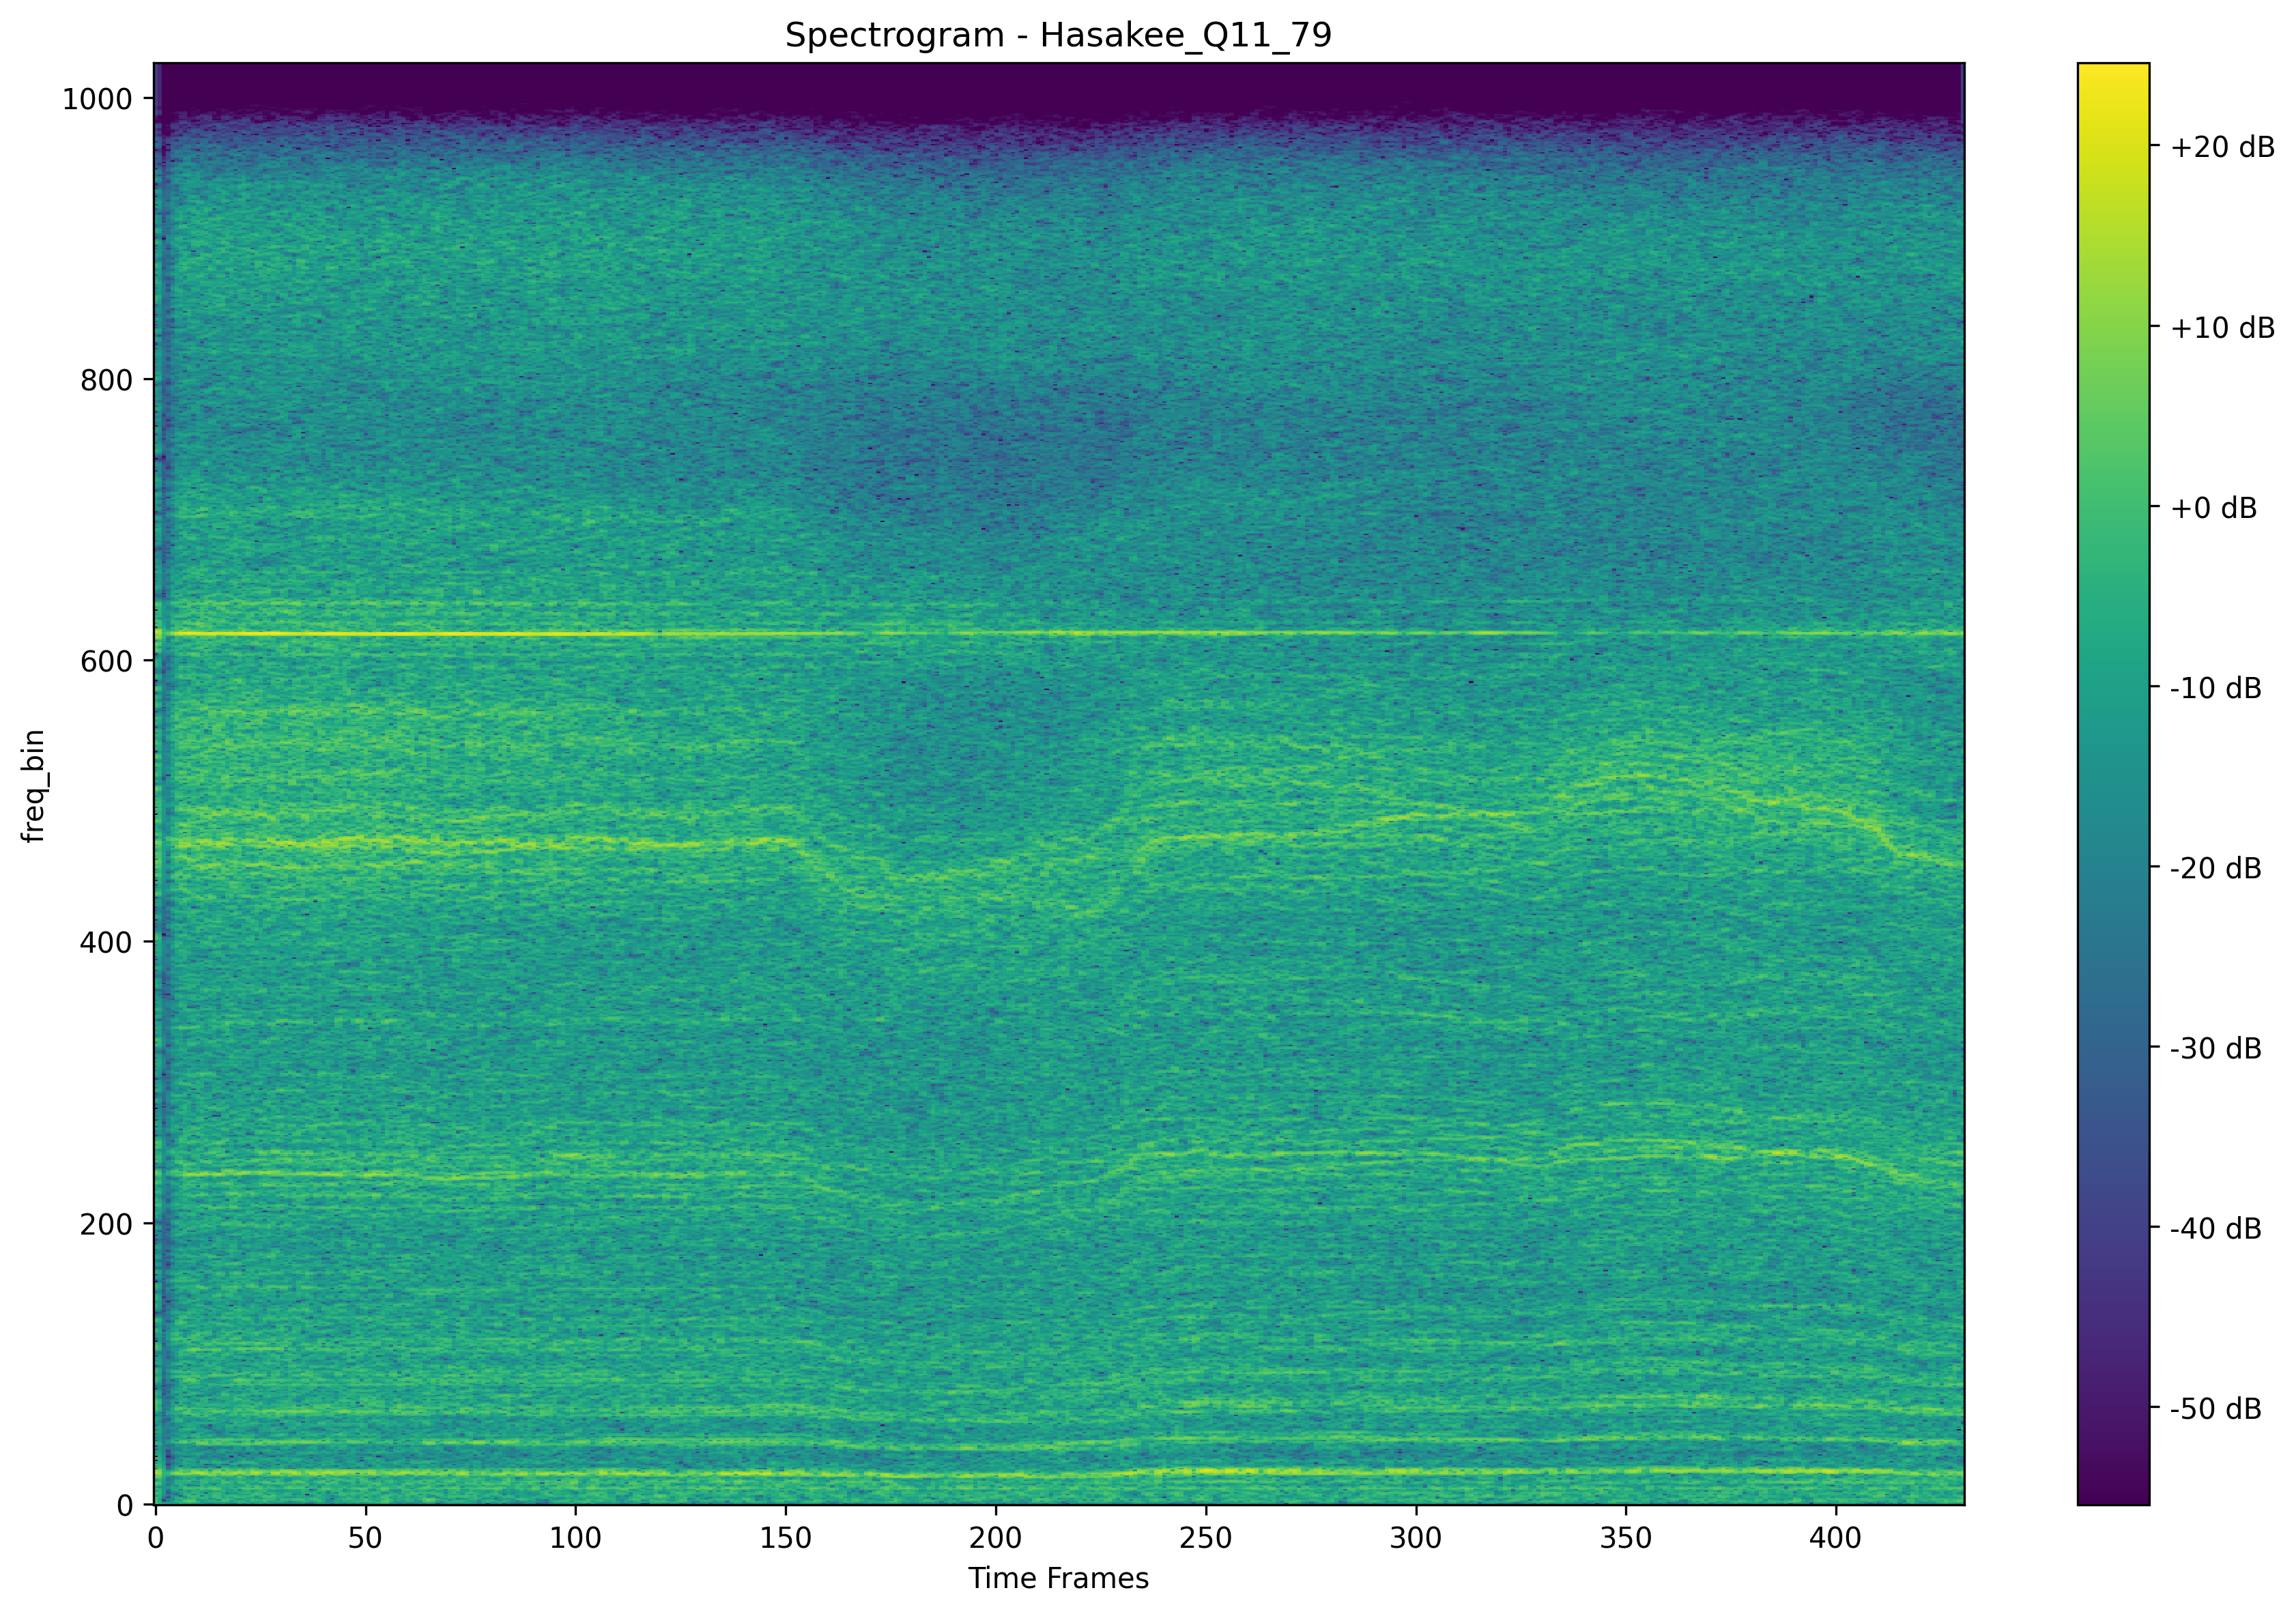 Spectrogram - Hasakee_Q11_79
1000
800
600
400
200
0
freq_bin
0 50 100 150 200 250 300 350 400
Time Frames
+20 dB
+10 dB
+0 dB
-10 dB
-20 dB
-30 dB
-40 dB
-50 dB